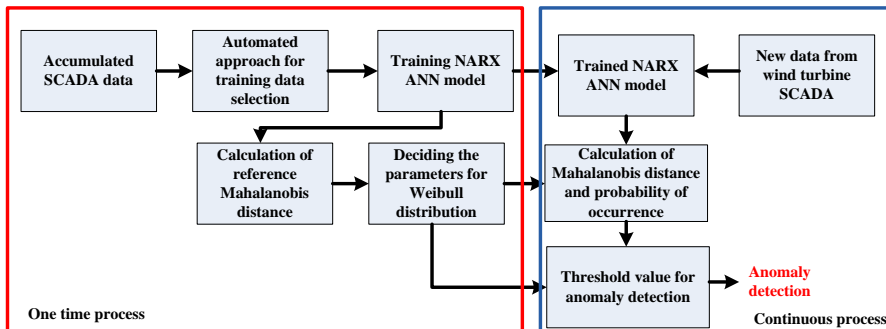 Accumulated
SCADA data
Automated
approach for
training data
selection
Training NARX
ANN model
Trained NARX
ANN model
New data from
wind turbine
SCADA
Calculation of
reference
Mahalanobis
distance
Deciding the
parameters for
Weibull
distribution
Calculation of
Mahalanobis distance
and probability of
occurrence
Threshold value for
anomaly detection
Anomaly
detection
One time process
Continuous process